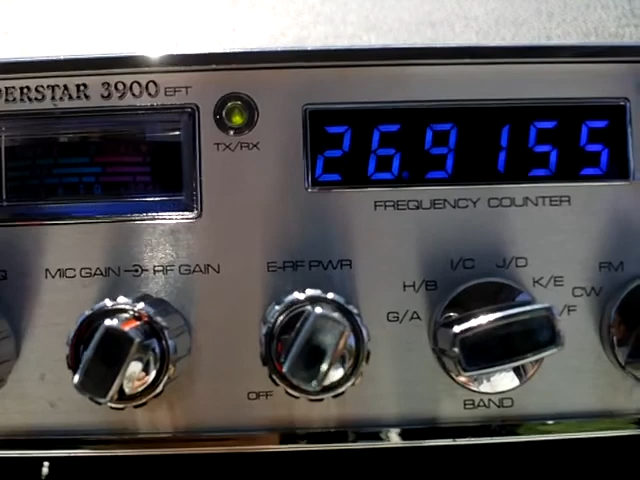 ERSTAR 3900 EFT
TX/RX
26.9155
FREQUENCY COUNTER
MIC GAIN RF GAIN
E-RF PWR
OFF
G/A
H/B
I/C
J/D
K/E
/F
BAND
FM
CW